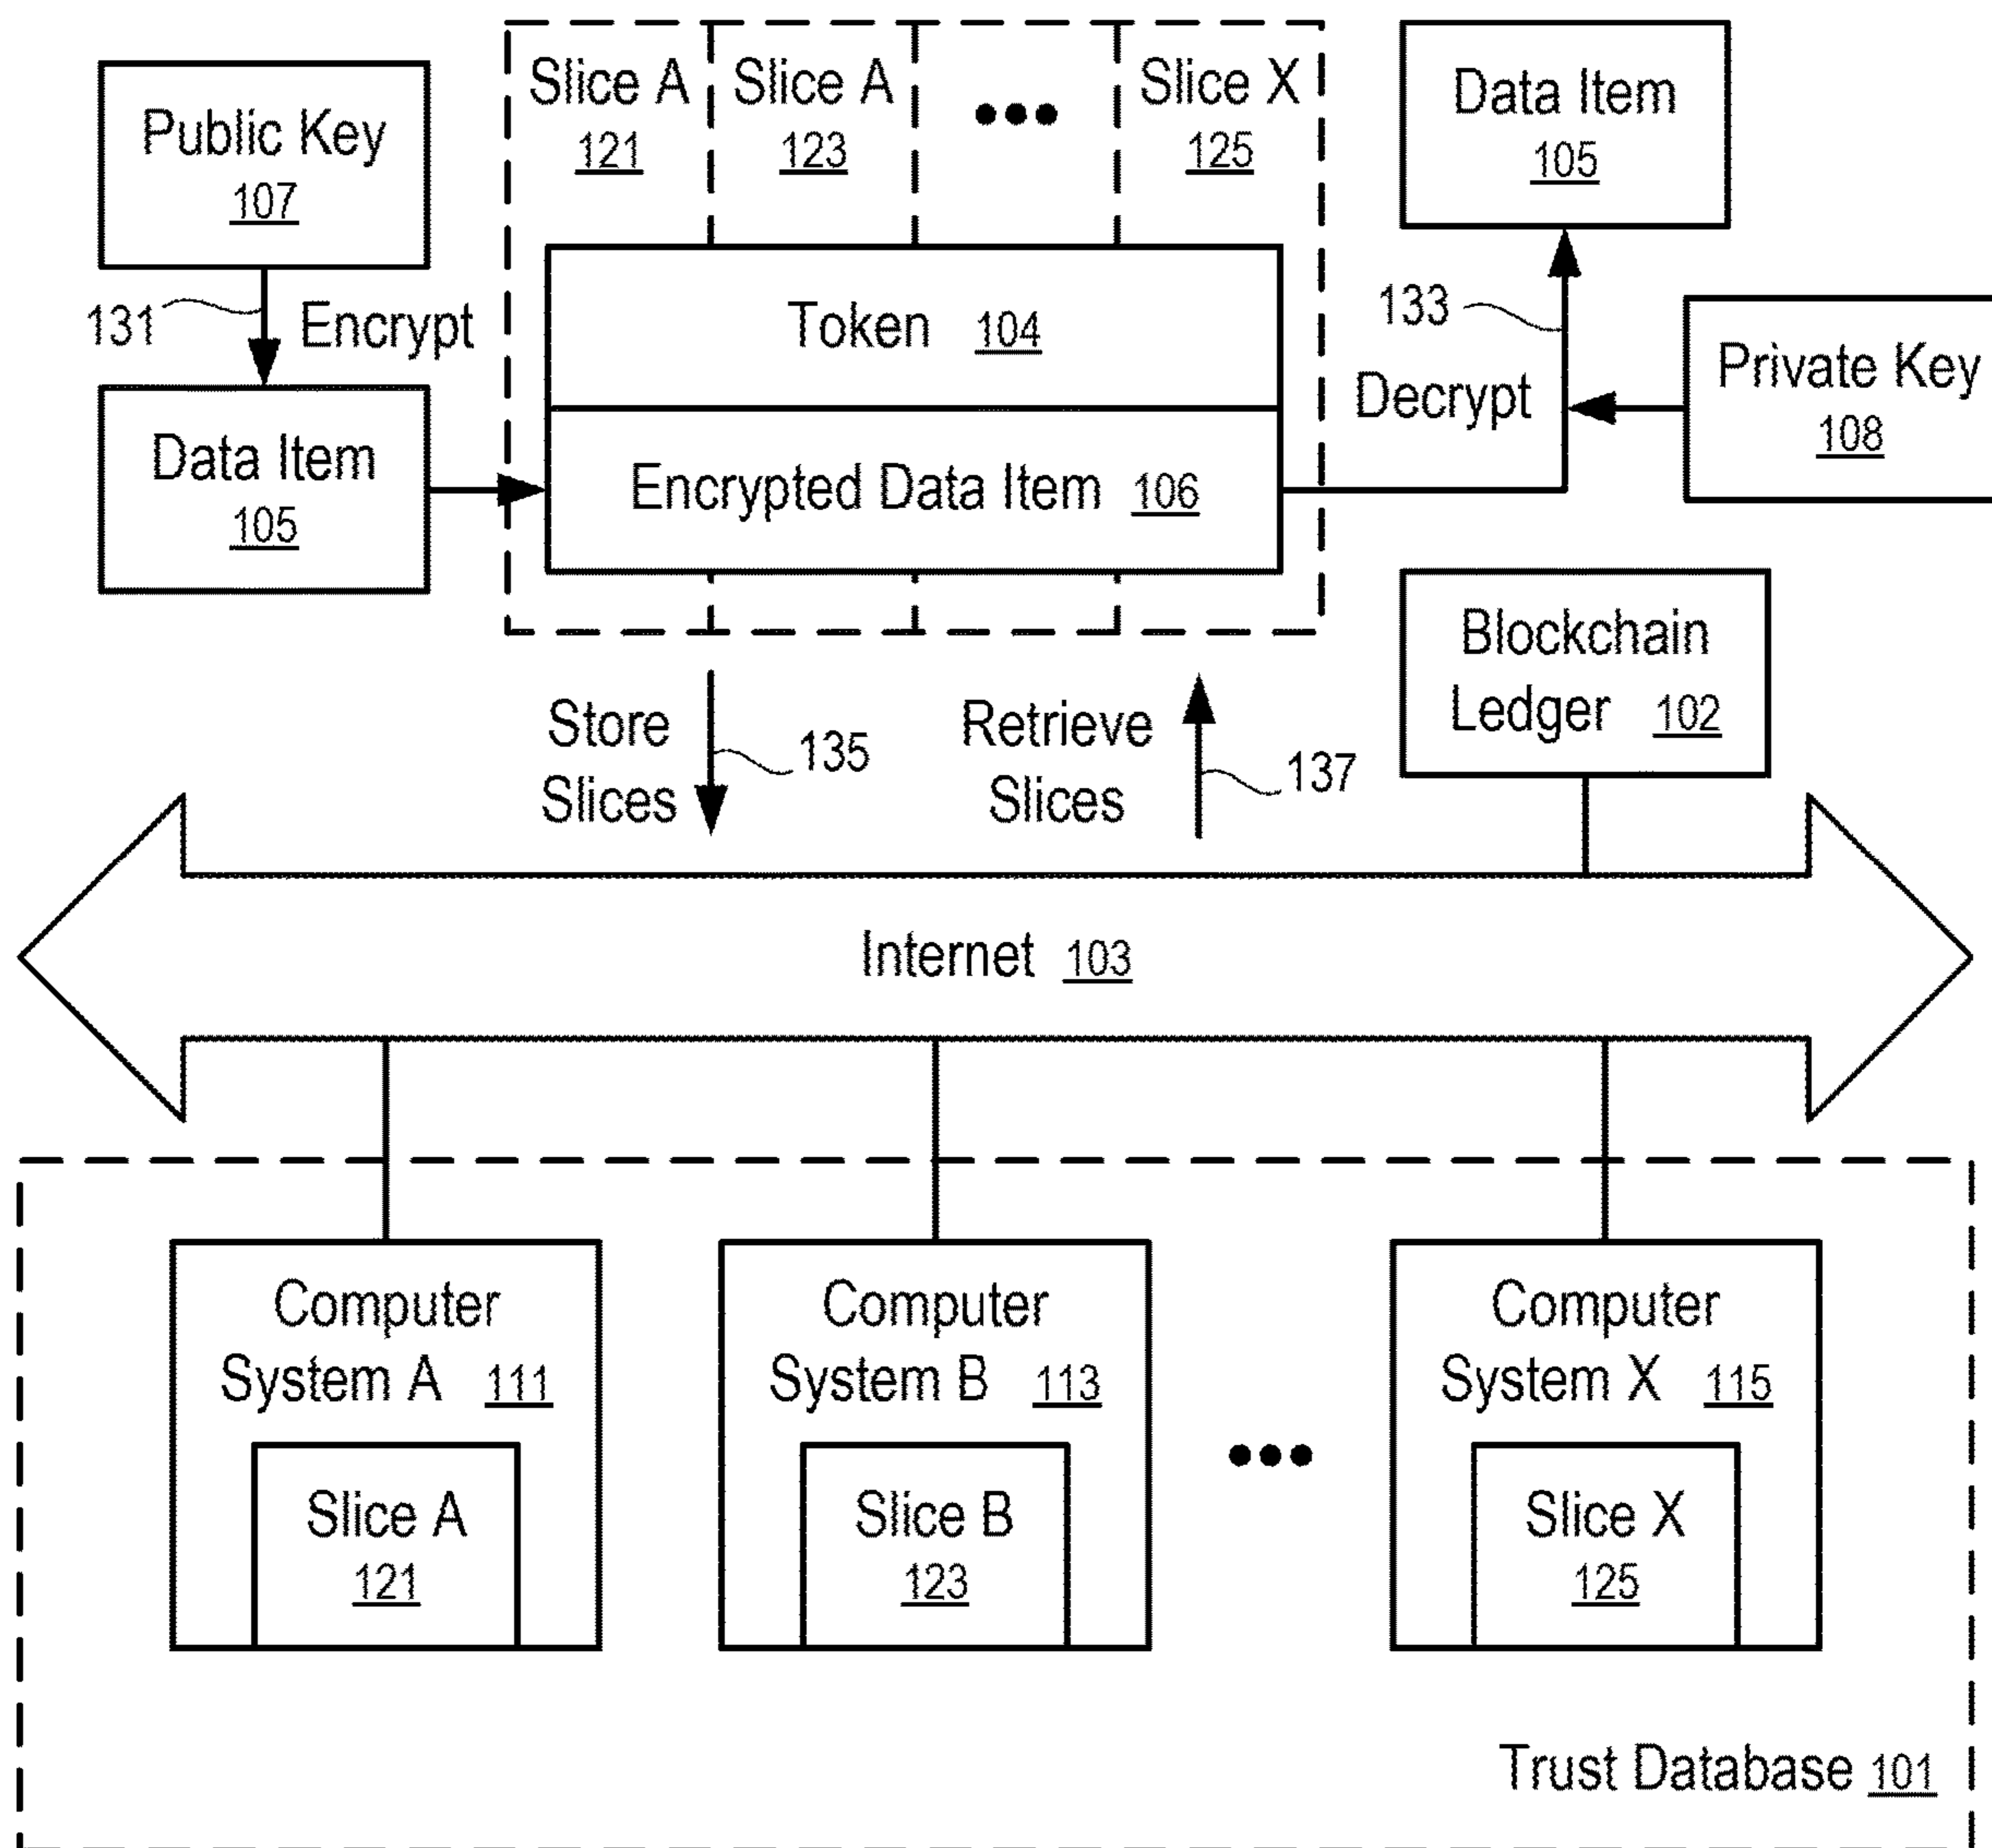 Public Key
107
131
Encrypt
Data Item
105
Slice A
121
Slice A
123
Slice X
125
Token 104
Encrypted Data Item 106
Data Item
105
133
Decrypt
Private Key
108
Store
Slices
135
Retrieve
Slices
137
Blockchain
Ledger 102
Internet 103
Computer
System A 111
Slice A
121
Computer
System B 113
Slice B
123
Computer
System X 115
Slice X
125
Trust Database 101